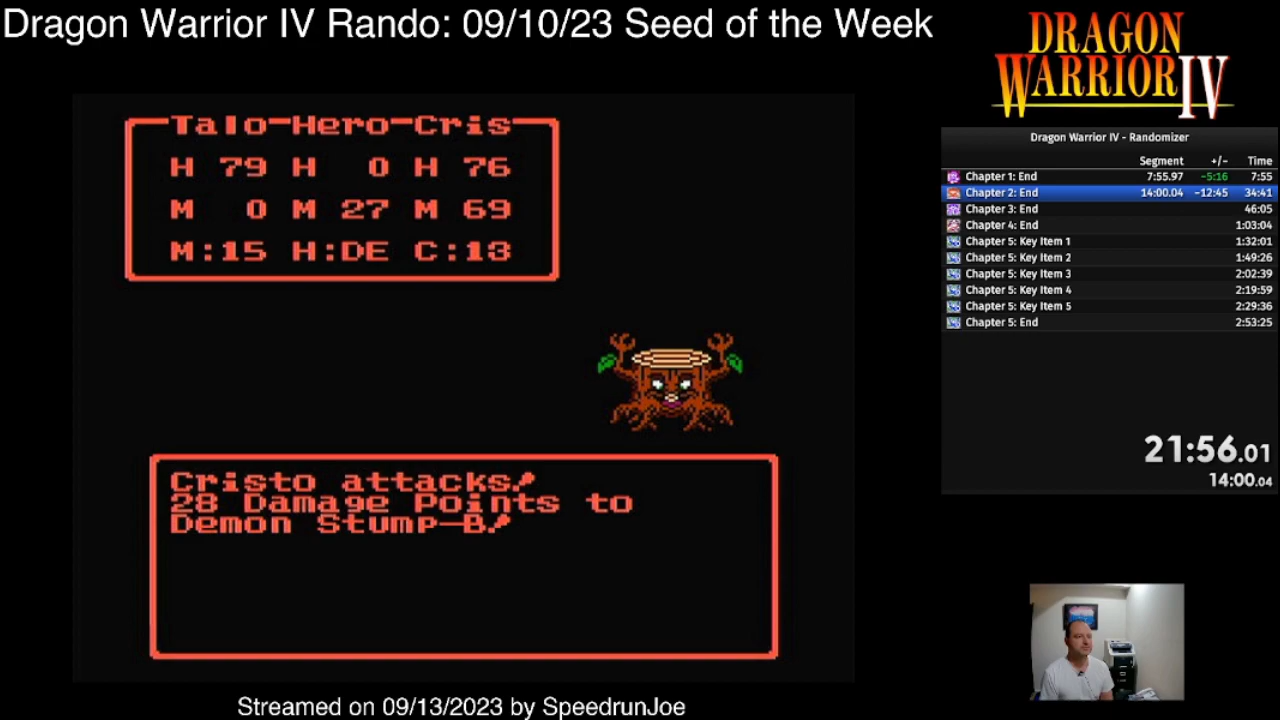 Dragon Warrior IV Rando: 09/10/23 Seed of the Week
DRAGON
WARRIOR IV
Talo-Hero-Cris
H 79 H 0 H 76
M 0 M 27 M 69
M:15 H:DE C:13
Cristo attacks!
28 Damage Points to
Demon Stump-B!
Dragon Warrior IV - Randomizer
Segment +/- Time
Chapter 1: End 7:55.97 -5:16 7:55
Chapter 2: End 14:00.04 -12:45 34:41
Chapter 3: End 46:05
Chapter 4: End 1:03:04
Chapter 5: Key Item 1 1:32:01
Chapter 5: Key Item 2 1:49:26
Chapter 5: Key Item 3 2:02:39
Chapter 5: Key Item 4 2:19:59
Chapter 5: Key Item 5 2:29:36
Chapter 5: End 2:53:25
21:56.01
14:00.04
Streamed on 09/13/2023 by SpeedrunJoe